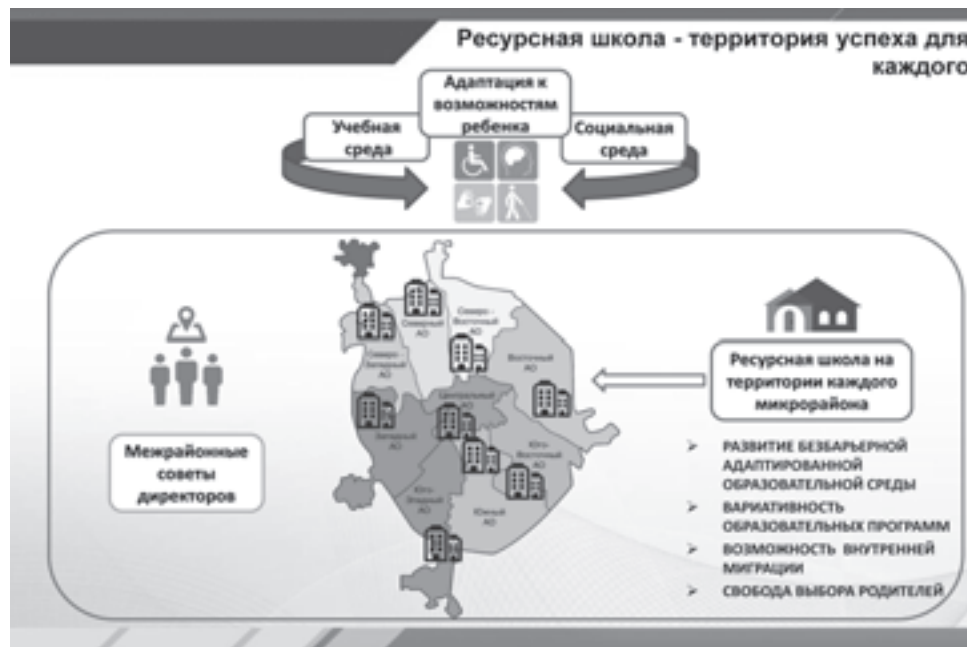 Ресурсная школа - территория успеха для
каждого
Адаптация к
возможностям
ребенка
Учебная
среда
Социальная
среда
Северный
АО
Северо-
Восточный
АО
Северо-
Западный
АО
Восточный
АО
Центральный
АО
Западный
АО
Юго-
Восточный
АО
Юго-
Западный
АО
Южный
АО
Межрайонные
советы
директоров
Ресурсная школа на
территории каждого
микрорайона
➢ РАЗВИТИЕ БЕЗБАРЬЕРНОЙ
АДАПТИРОВАННОЙ
ОБРАЗОВАТЕЛЬНОЙ СРЕДЫ
➢ ВАРИАТИВНОСТЬ
ОБРАЗОВАТЕЛЬНЫХ ПРОГРАММ
➢ ВОЗМОЖНОСТЬ ВНУТРЕННЕЙ
МИГРАЦИИ
➢ СВОБОДА ВЫБОРА РОДИТЕЛЕЙ